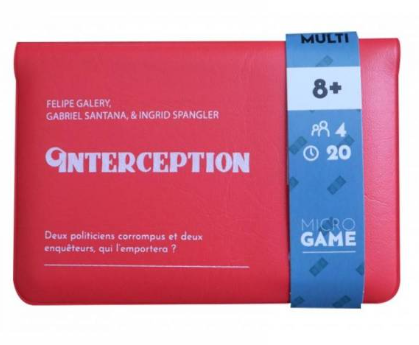 FELIPE GALERY,
GABRIEL SANTANA, & INGRID SPANGLER
INTERCEPTION
Deux politiciens corrompus et deux
enquêteurs, qui l'emportera ?
MULTI
8+
4
20
MICRO
GAME